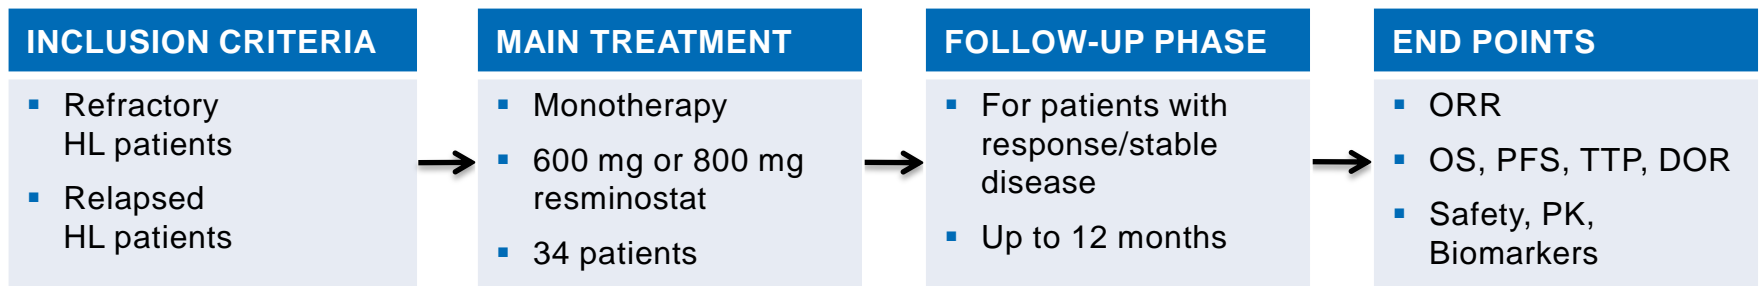 INCLUSION CRITERIA
▪ Refractory
HL patients
▪ Relapsed
HL patients
MAIN TREATMENT
▪ Monotherapy
▪ 600 mg or 800 mg
resminostat
▪ 34 patients
FOLLOW-UP PHASE
▪ For patients with
response/stable
disease
▪ Up to 12 months
END POINTS
▪ ORR
▪ OS, PFS, TTP, DOR
▪ Safety, PK,
Biomarkers